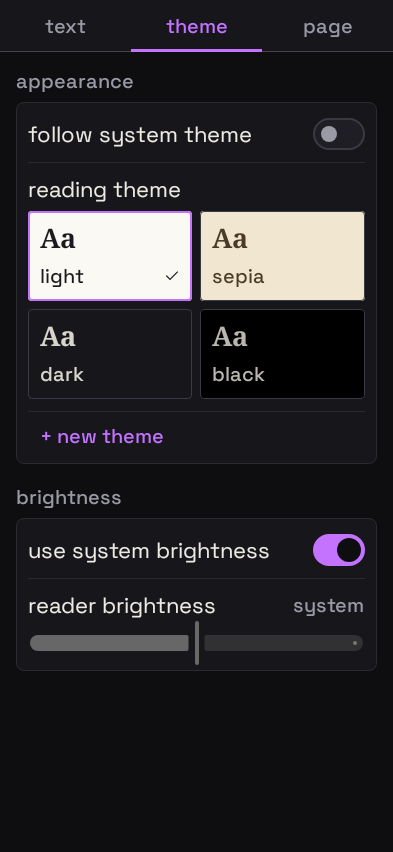 text theme page
appearance
follow system theme
reading theme
Aa Aa
light sepia
Aa Aa
dark black
+ new theme
brightness
use system brightness
reader brightness system